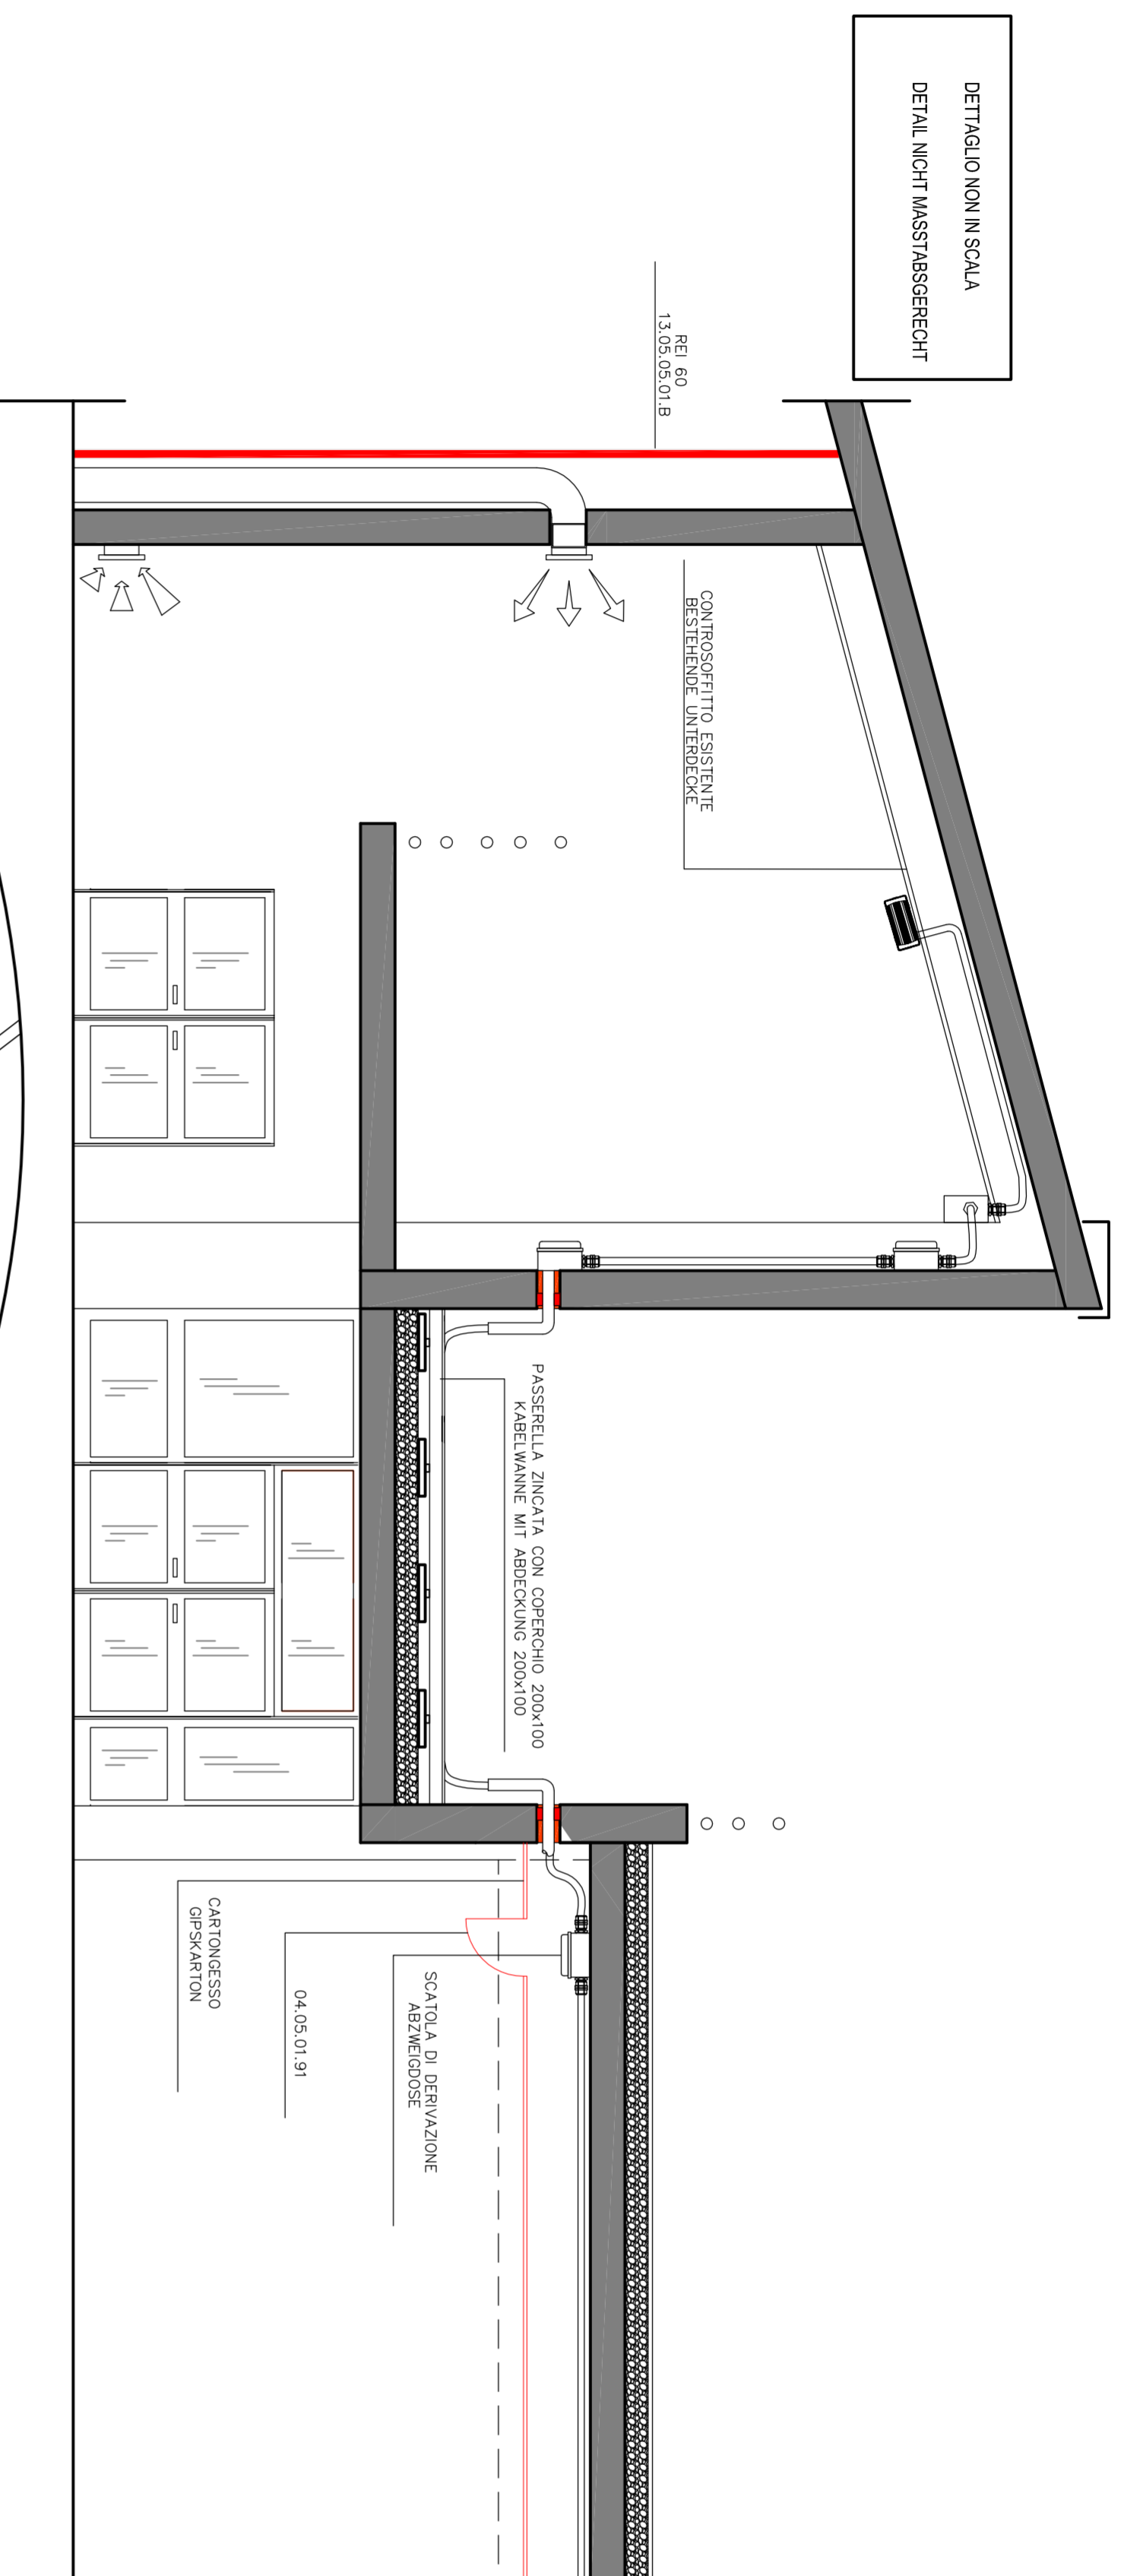 DETTAGLIO NON IN SCALA
DETAIL NICHT MASSTABSGERECHT
REI 60
13.05.05.01.B
CONTROSOFFITTO ESISTENTE
BESTEHENDE UNTERDECKE
PASSERELLA ZINCATA CON COPERCHIO 200x100
KABELWANNE MIT ABDECKUNG 200x100
SCATOLA DI DERIVAZIONE
ABZWEIGDOSE
04.05.01.91
CARTONGESSO
GIPSKARTON